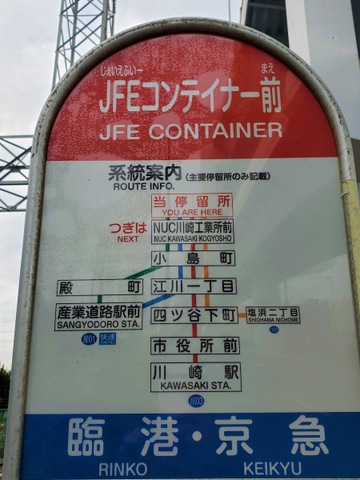 じぇいえふいー
まえ
JFEコンテイナー前
JFE CONTAINER
系統案内(主要停留所のみ記載)
ROUTE INFO.
当停留所
YOU ARE HERE
つぎは
NEXT
NUC川崎工業所前
NUC KAWASAKI KOGYOSHO
小島町
殿町
江川一丁目
産業道路駅前
SANGYODORO STA.
四ツ谷下町
塩浜二丁目
SHIOHAMA NICHOME
快速
市役所前
川崎駅
KAWASAKI STA.
川03
臨港・京急
RINKO
KEIKYU